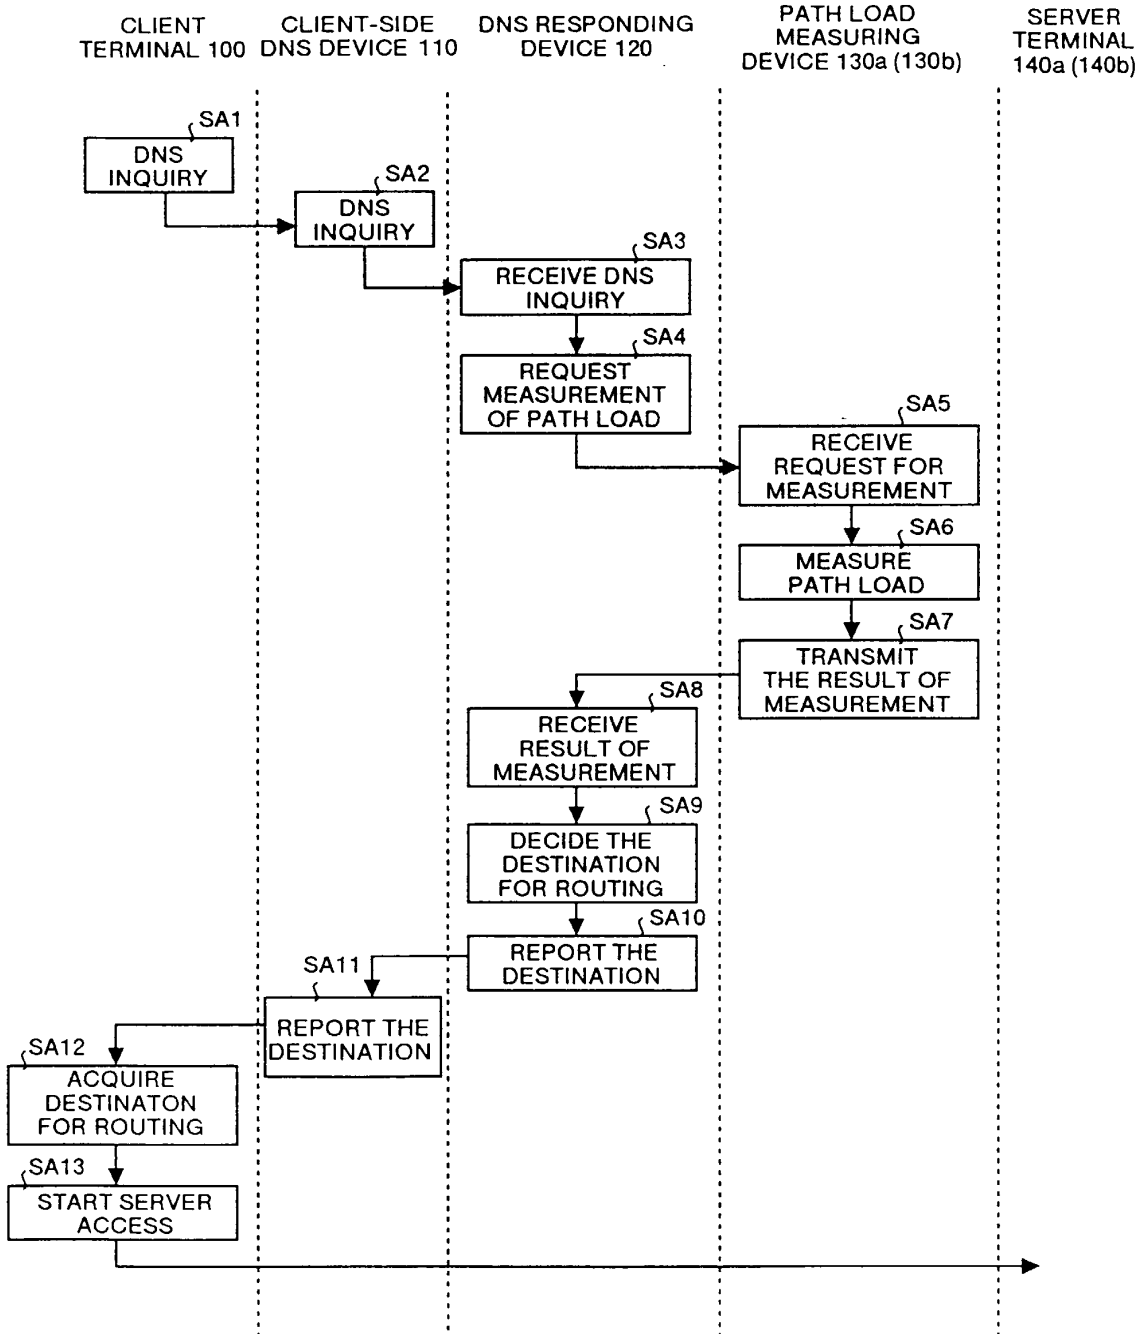 CLIENT
TERMINAL 100
CLIENT-SIDE
DNS DEVICE 110
DNS RESPONDING
DEVICE 120
PATH LOAD
MEASURING
DEVICE 130a (130b)
SERVER
TERMINAL
140a (140b)
SA1
DNS
INQUIRY
SA2
DNS
INQUIRY
SA3
RECEIVE DNS
INQUIRY
SA4
REQUEST
MEASUREMENT
OF PATH LOAD
SA5
RECEIVE
REQUEST FOR
MEASUREMENT
SA6
MEASURE
PATH LOAD
SA7
TRANSMIT
THE RESULT OF
MEASUREMENT
SA8
RECEIVE
RESULT OF
MEASUREMENT
SA9
DECIDE THE
DESTINATION
FOR ROUTING
SA10
REPORT THE
DESTINATION
SA11
REPORT THE
DESTINATION
SA12
ACQUIRE
DESTINATON
FOR ROUTING
SA13
START SERVER
ACCESS